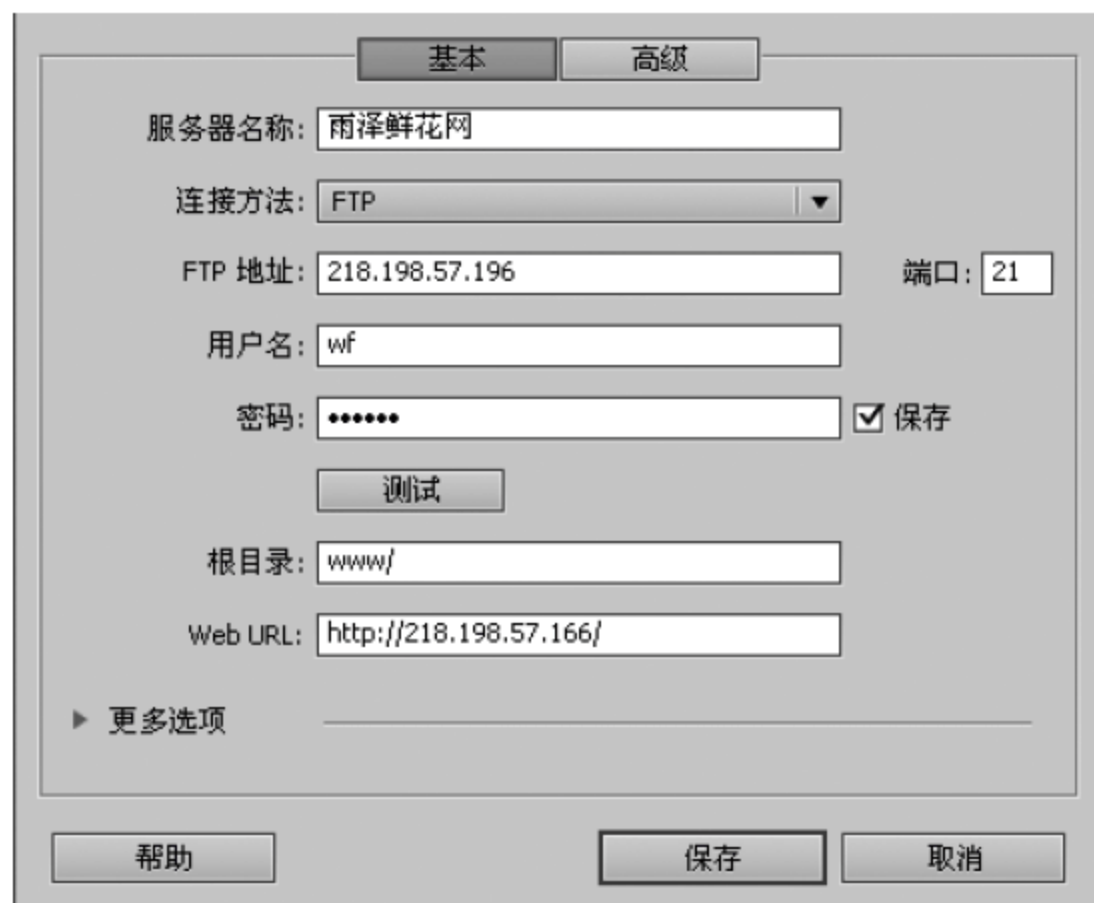 基本 高级
服务器名称: 雨泽鲜花网
连接方法: FTP
FTP 地址: 218.198.57.196 端口: 21
用户名: wf
密码: •••••• 保存
测试
根目录: www/
Web URL: http://218.198.57.166/
更多选项
帮助 保存 取消